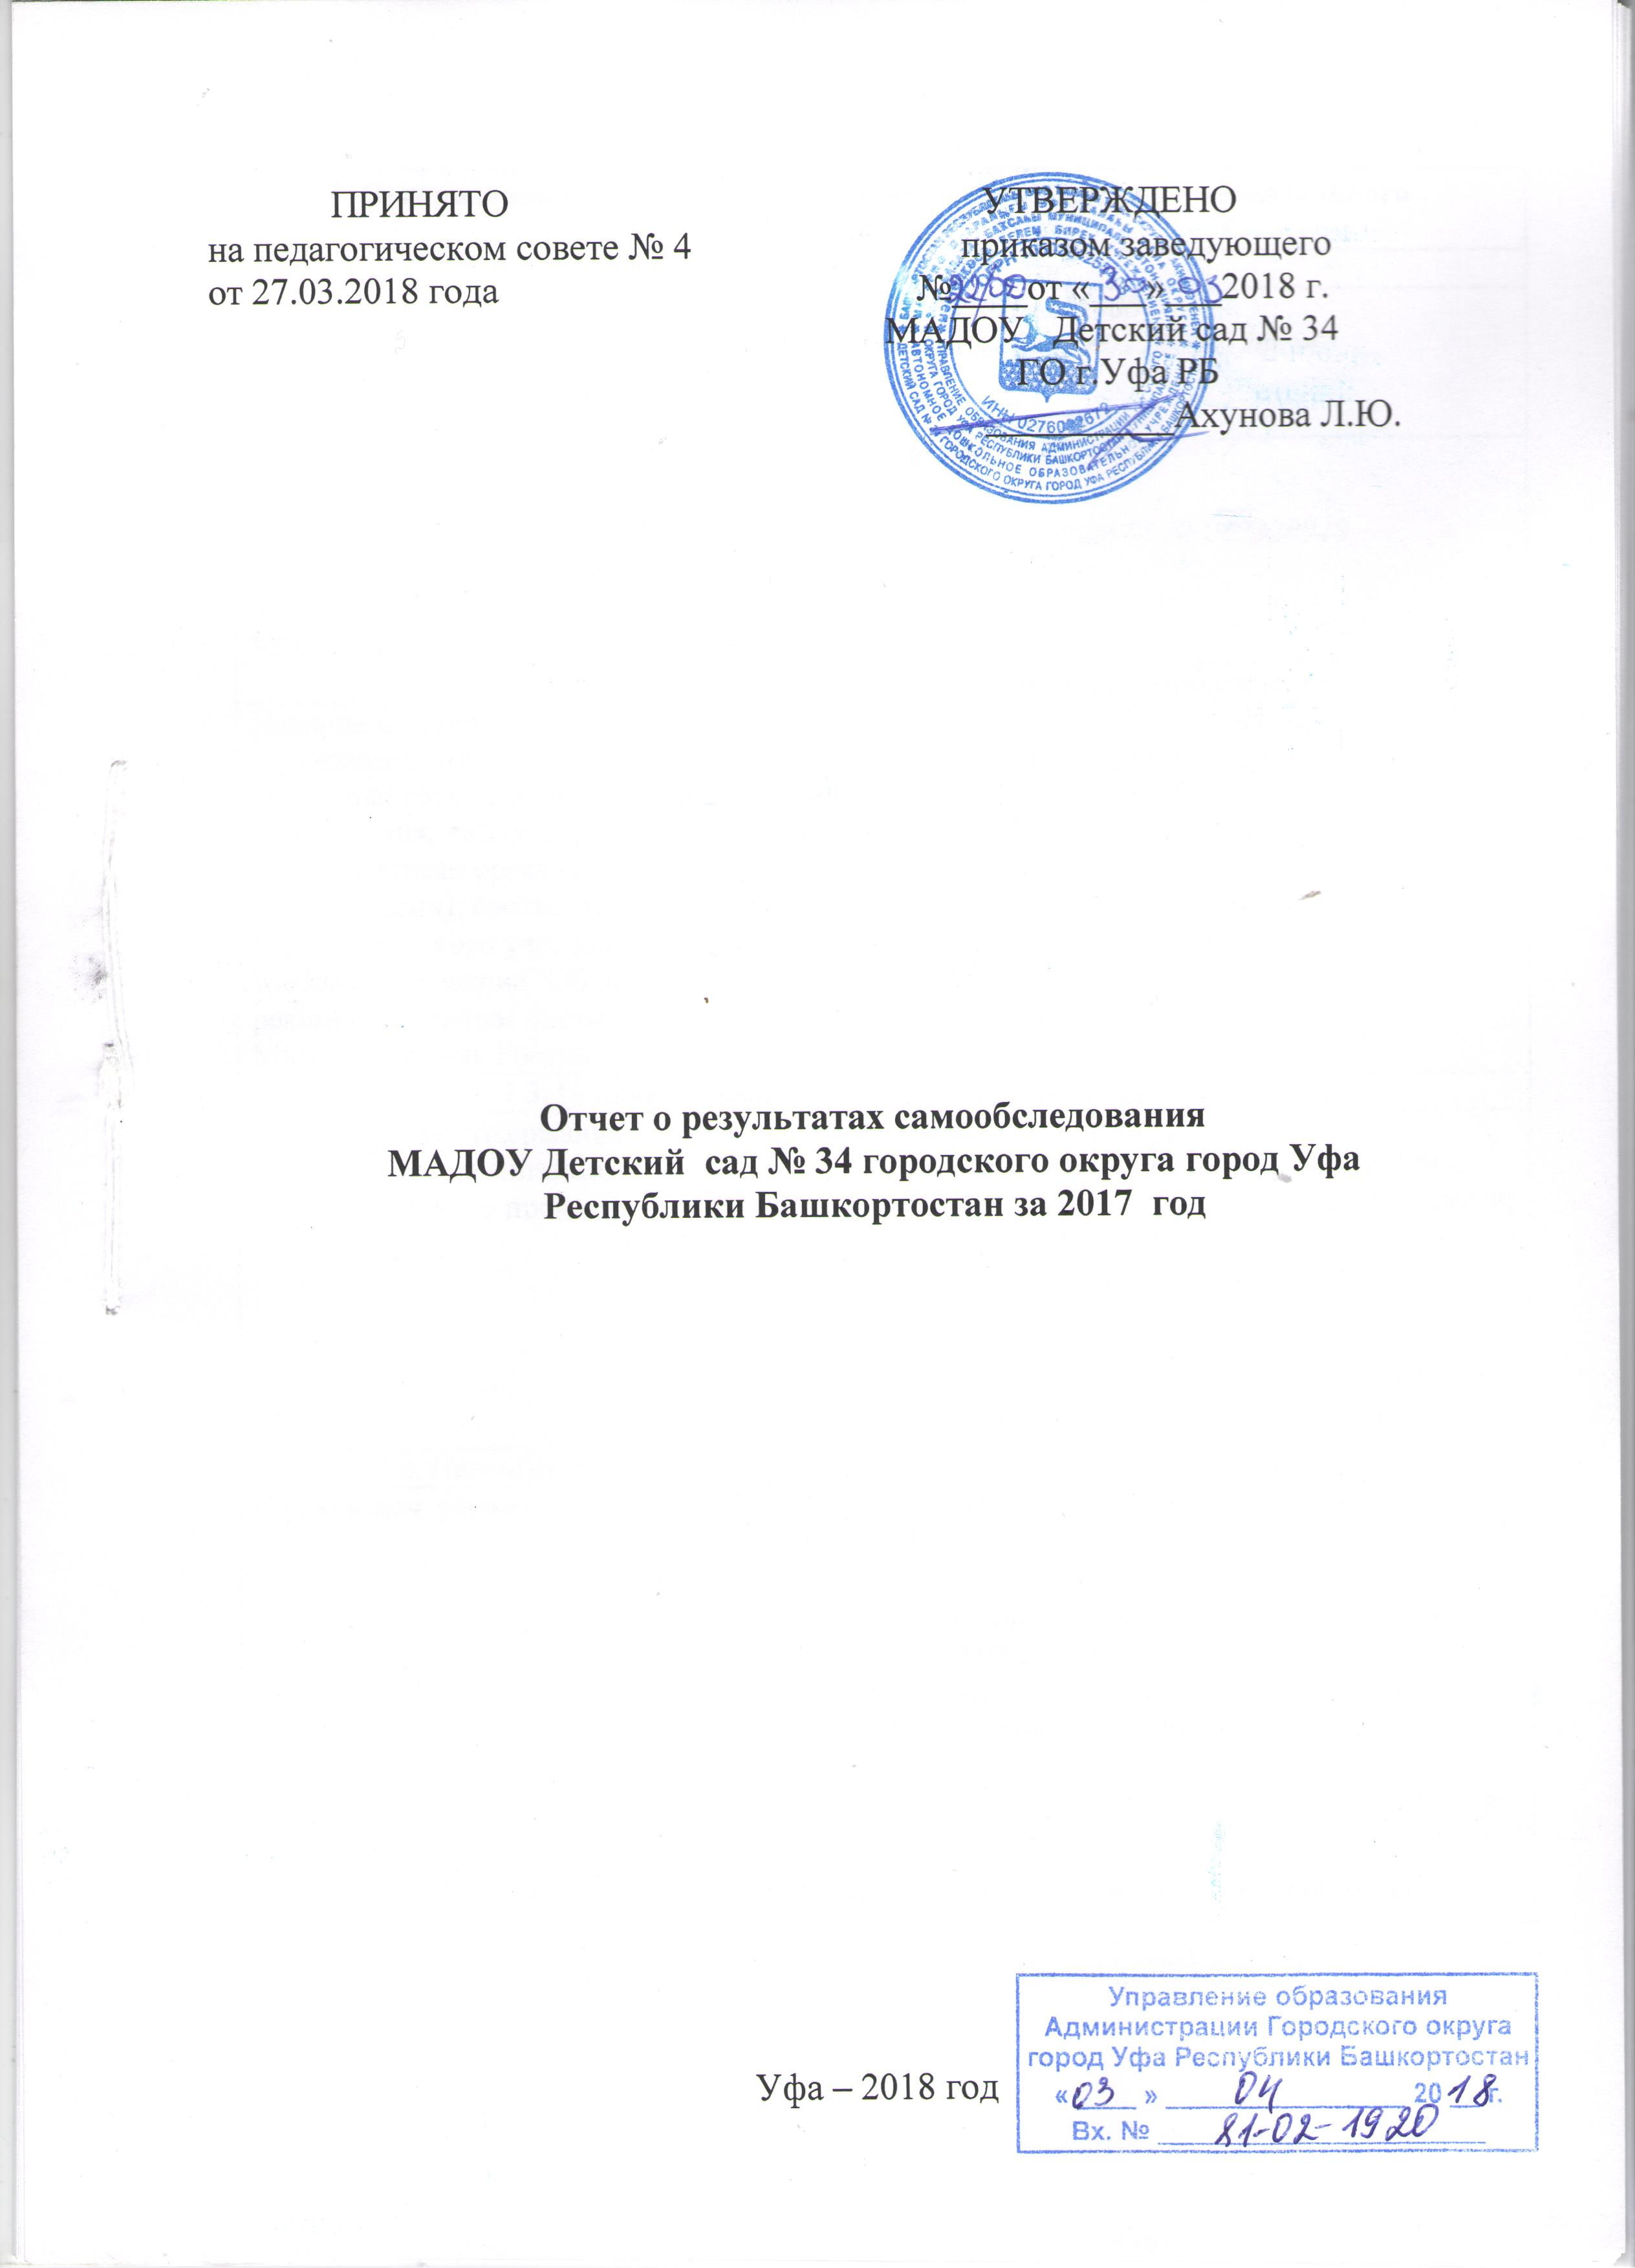 ПРИНЯТО
на педагогическом совете № 4
от 27.03.2018 года
УТВЕРЖДЕНО
приказом заведующего
№ от «30» 03 2018 г.
МАДОУ Детский сад № 34
ГО г.Уфа РБ
Ахунова Л.Ю.
Отчет о результатах самообследования
МАДОУ Детский сад № 34 городского округа город Уфа
Республики Башкортостан за 2017 год
Уфа – 2018 год
Управление образования
Администрации Городского округа
город Уфа Республики Башкортостан
«03» 04 2018 г.
Вх. № 81-02-1920